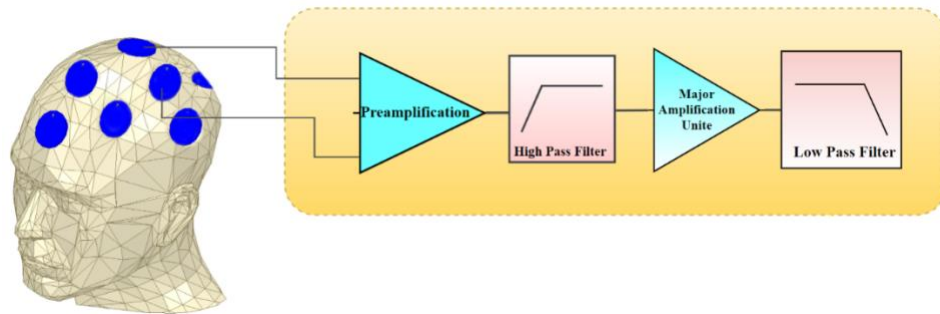 Preamplification
High Pass Filter
Major
Amplification
Unite
Low Pass Filter